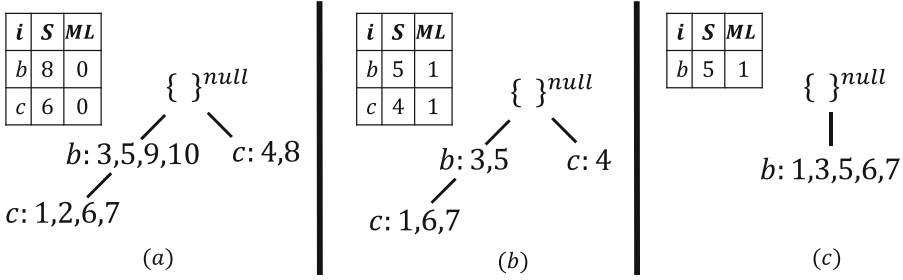 i S ML
b 8 0
c 6 0
{ }null
b: 3,5,9,10
c: 4,8
c: 1,2,6,7
(a)
i S ML
b 5 1
c 4 1
{ }null
b: 3,5
c: 4
c: 1,6,7
(b)
i S ML
b 5 1
{ }null
b: 1,3,5,6,7
(c)